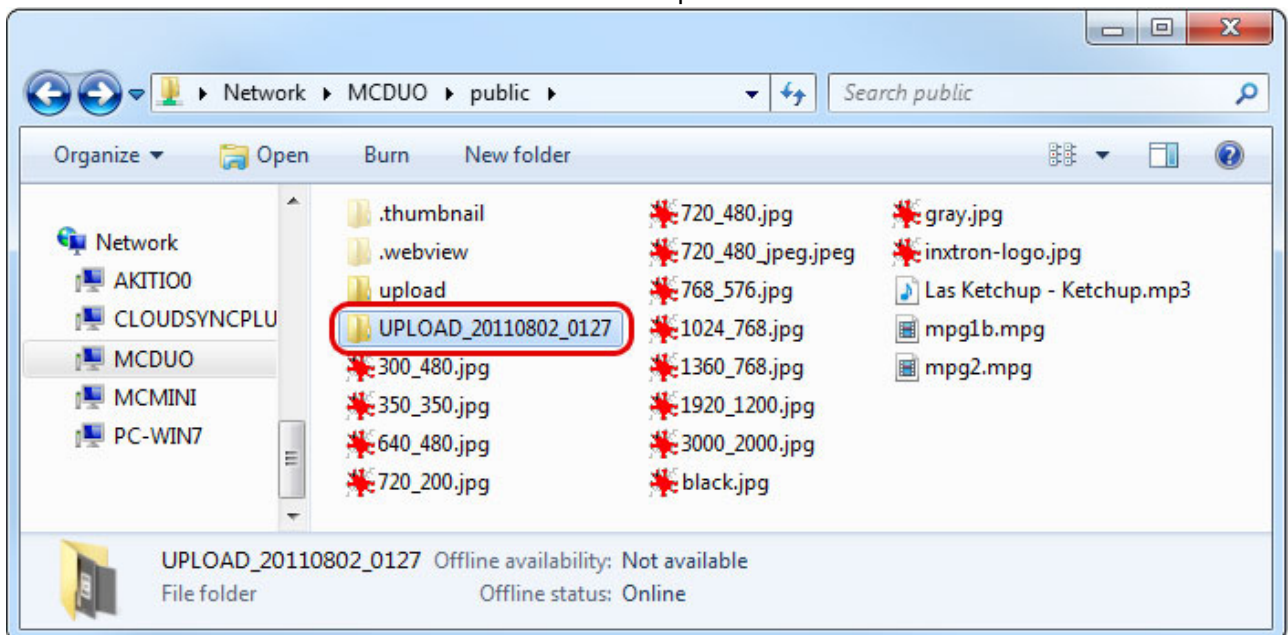 Network MCDUO public
Search public
Organize Open Burn New folder
Network
AKITIO0
CLOUDSYNCPLU
MCDUO
MCMINI
PC-WIN7
.thumbnail
.webview
upload
UPLOAD_20110802_0127
300_480.jpg
350_350.jpg
640_480.jpg
720_200.jpg
720_480.jpg
720_480_jpeg.jpeg
768_576.jpg
1024_768.jpg
1360_768.jpg
1920_1200.jpg
3000_2000.jpg
black.jpg
gray.jpg
inxtron-logo.jpg
Las Ketchup - Ketchup.mp3
mpg1b.mpg
mpg2.mpg
UPLOAD_20110802_0127 Offline availability: Not available
File folder Offline status: Online